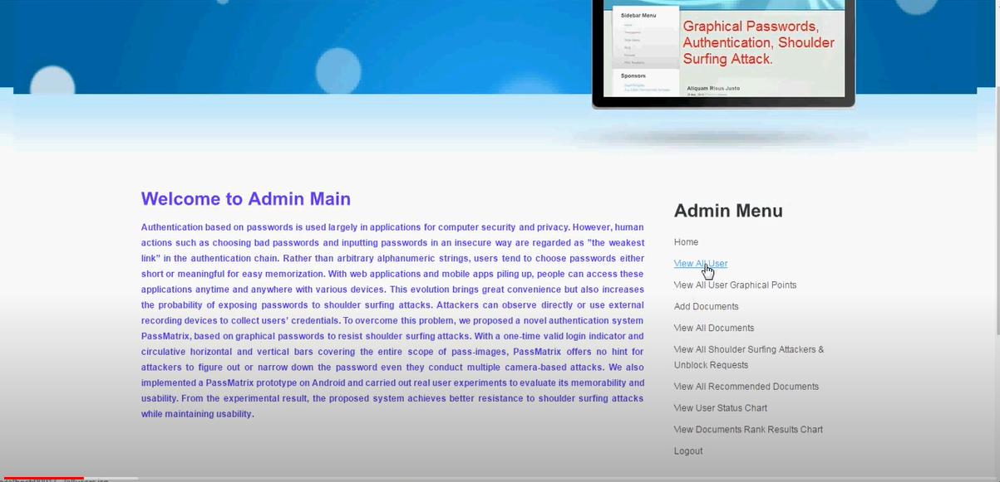 Sidebar Menu
Home
Sponsors
Graphical Passwords,
Authentication, Shoulder
Surfing Attack.
Aliquam Risus Justo
Welcome to Admin Main
Authentication based on passwords is used largely in applications for computer security and privacy. However, human
actions such as choosing bad passwords and inputting passwords in an insecure way are regarded as "the weakest
link" in the authentication chain. Rather than arbitrary alphanumeric strings, users tend to choose passwords either
short or meaningful for easy memorization. With web applications and mobile apps piling up, people can access these
applications anytime and anywhere with various devices. This evolution brings great convenience but also increases
the probability of exposing passwords to shoulder surfing attacks. Attackers can observe directly or use external
recording devices to collect users' credentials. To overcome this problem, we proposed a novel authentication system
PassMatrix, based on graphical passwords to resist shoulder surfing attacks. With a one-time valid login indicator and
circulative horizontal and vertical bars covering the entire scope of pass-images, PassMatrix offers no hint for
attackers to figure out or narrow down the password even they conduct multiple camera-based attacks. We also
implemented a PassMatrix prototype on Android and carried out real user experiments to evaluate its memorability and
usability. From the experimental result, the proposed system achieves better resistance to shoulder surfing attacks
while maintaining usability.
Admin Menu
Home
View All User
View All User Graphical Points
Add Documents
View All Documents
View All Shoulder Surfing Attackers &
Unblock Requests
View All Recommended Documents
View User Status Chart
View Documents Rank Results Chart
Logout